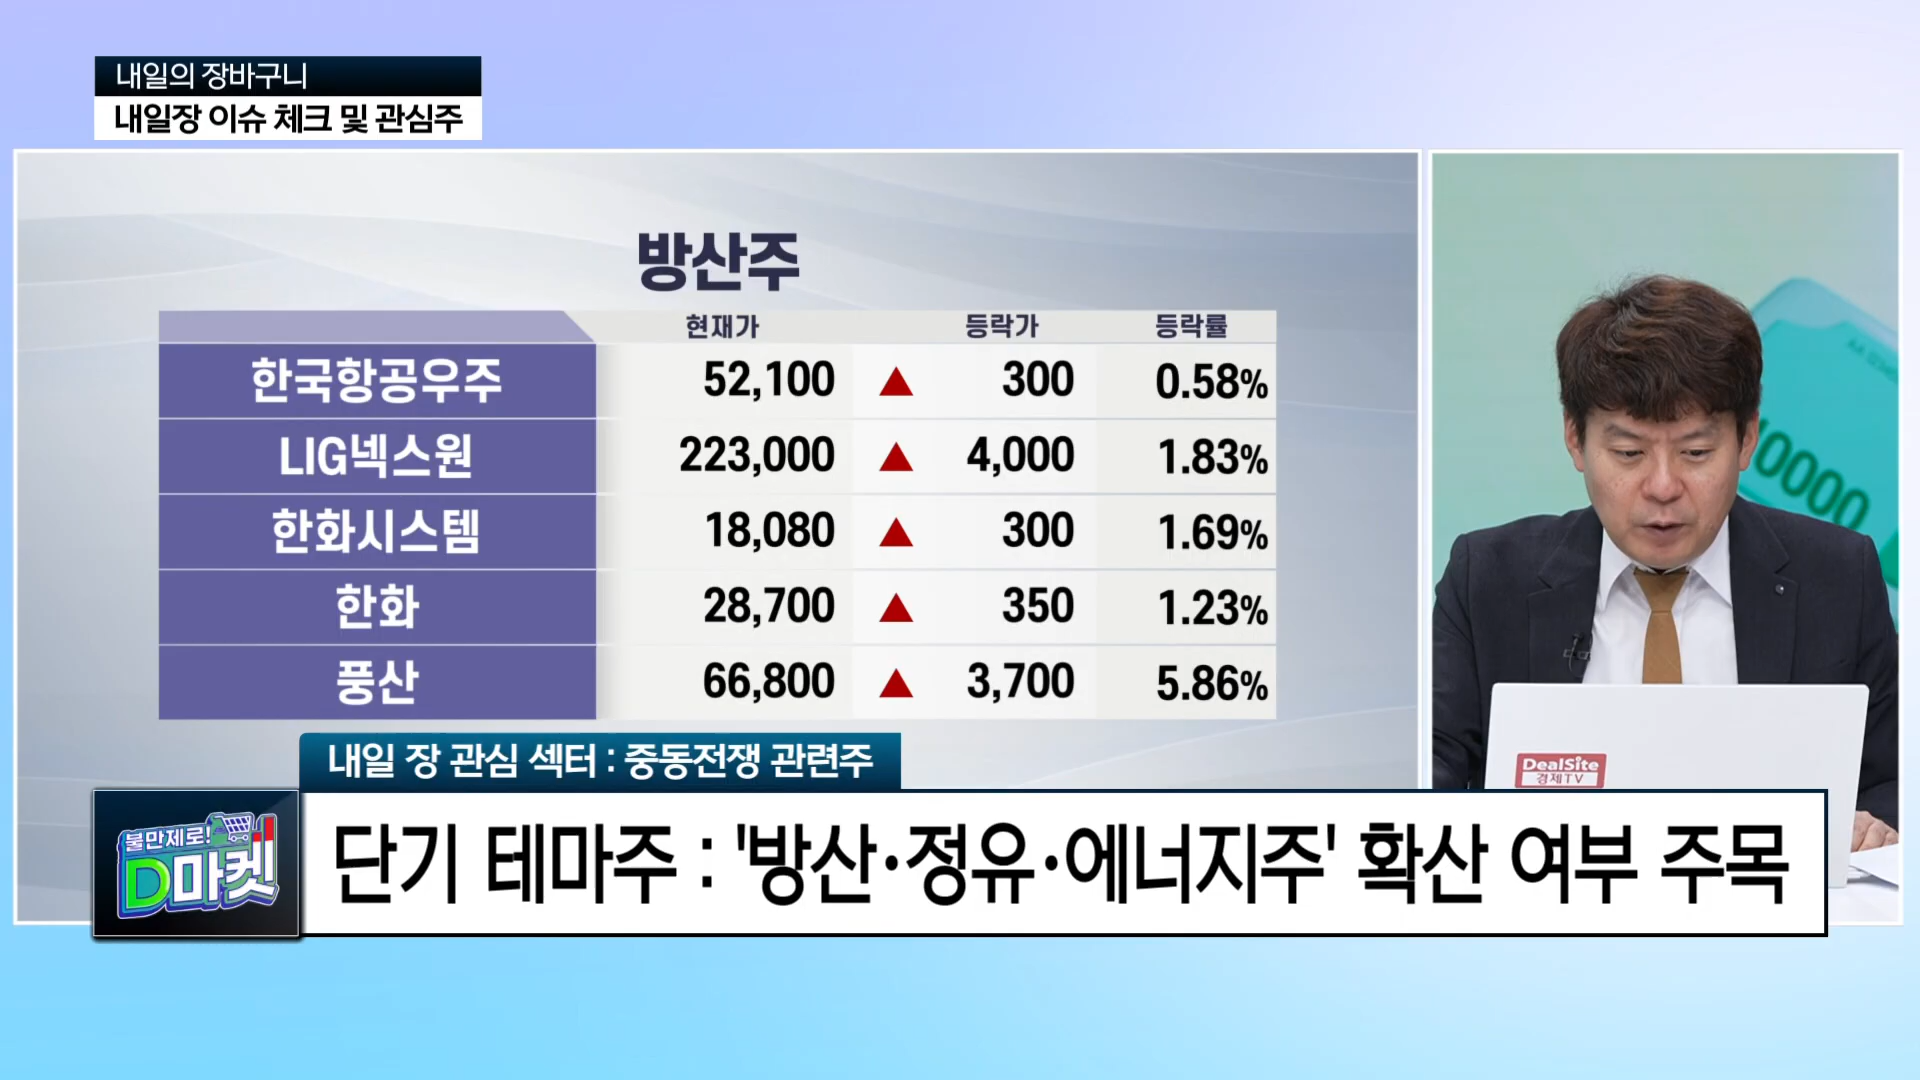 내일의 장바구니
내일장 이슈 체크 및 관심주
방산주
현재가 등락가 등락률
한국항공우주 52,100 ▲ 300 0.58%
LIG넥스원 223,000 ▲ 4,000 1.83%
한화시스템 18,080 ▲ 300 1.69%
한화 28,700 ▲ 350 1.23%
풍산 66,800 ▲ 3,700 5.86%
10000
DealSite
경제TV
내일 장 관심 섹터 : 중동전쟁 관련주
불만제로!
D마켓
단기 테마주 : '방산·정유·에너지주' 확산 여부 주목